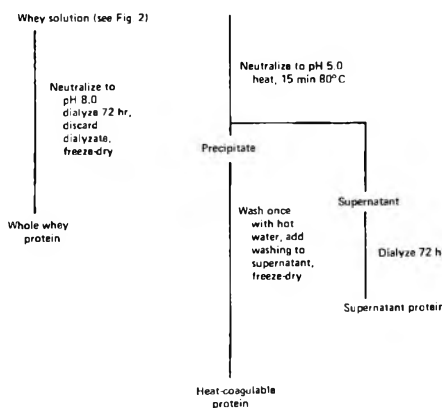 Whey solution (see Fig 2)
Neutralize to
pH 8.0
dialyze 72 hr,
discard
dialyzate,
freeze-dry
Whole whey
protein
Neutralize to pH 5.0
heat, 15 min 80°C
Precipitate
Wash once
with hot
water, add
washing to
supernatant,
freeze-dry
Heat-coagulable
protein
Supernatant
Dialyze 72 h
Supernatant protein